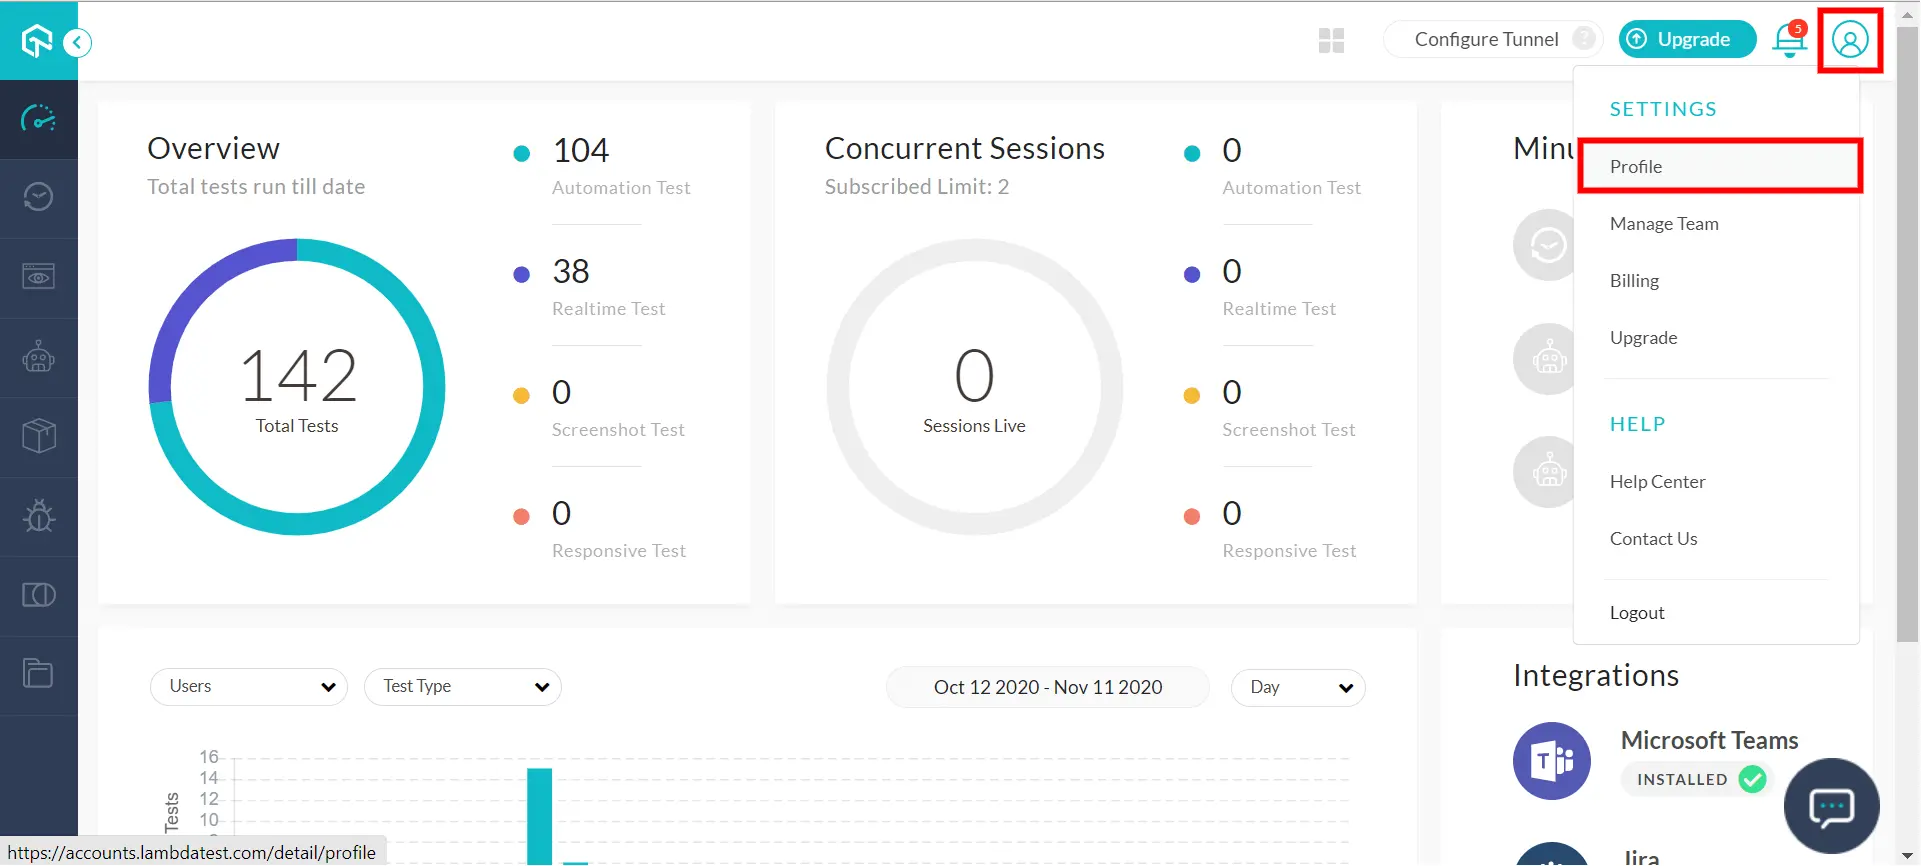 Configure Tunnel ?
Upgrade
5
SETTINGS
Profile
Manage Team
Billing
Upgrade
HELP
Help Center
Contact Us
Logout
Overview
Total tests run till date
142
Total Tests
104
Automation Test
38
Realtime Test
0
Screenshot Test
0
Responsive Test
Concurrent Sessions
Subscribed Limit: 2
0
Sessions Live
0
Automation Test
0
Realtime Test
0
Screenshot Test
0
Responsive Test
Users
Test Type
Oct 12 2020 - Nov 11 2020
Day
16
14
12
10
Tests
Integrations
Microsoft Teams
INSTALLED
Jira
https://accounts.lambdatest.com/detail/profile